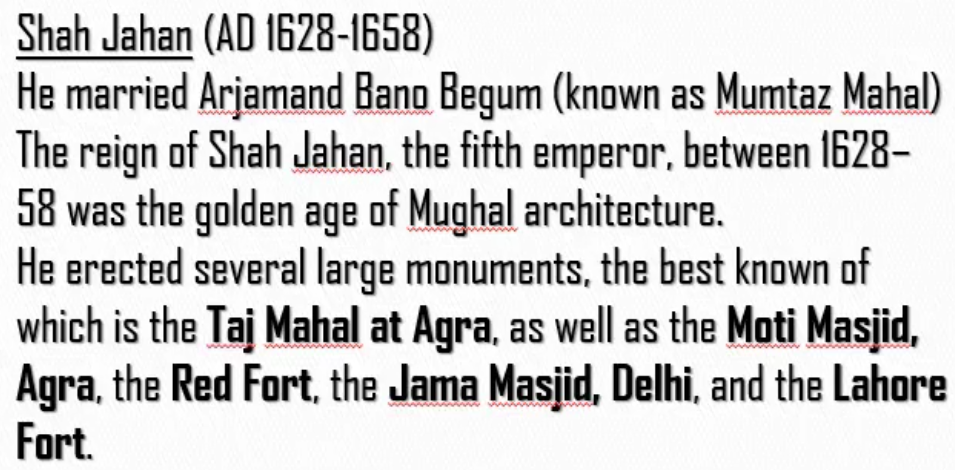 Shah Jahan (AD 1628-1658)
He married Arjamand Bano Begum (known as Mumtaz Mahal)
The reign of Shah Jahan, the fifth emperor, between 1628–
58 was the golden age of Mughal architecture.
He erected several large monuments, the best known of
which is the Taj Mahal at Agra, as well as the Moti Masjid,
Agra, the Red Fort, the Jama Masjid, Delhi, and the Lahore
Fort.